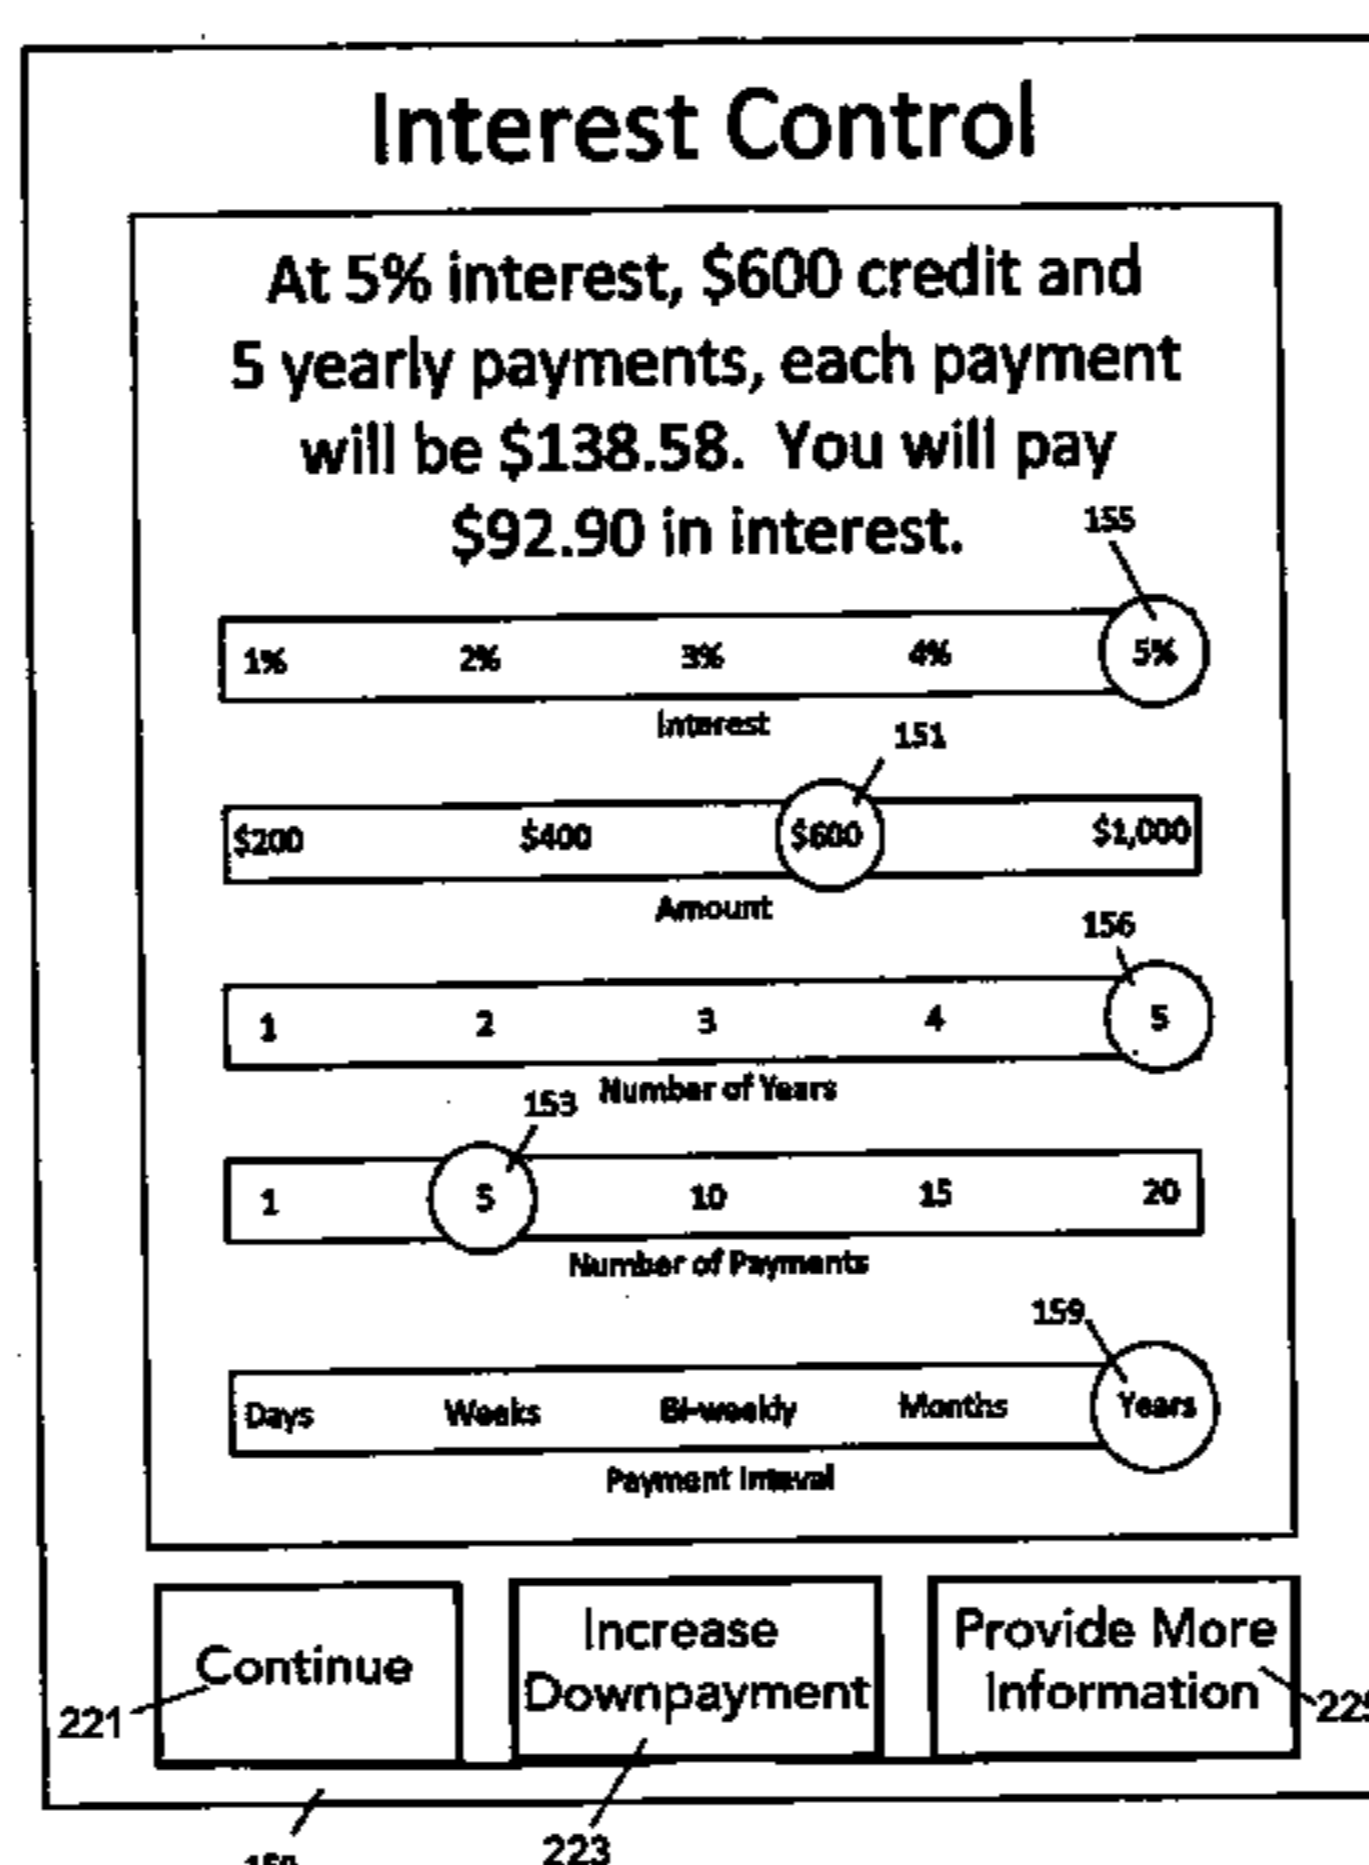 Interest Control
At 5% interest, $600 credit and
5 yearly payments, each payment
will be $138.58. You will pay
$92.90 in interest.
155
1% 2% 3% 4% 5%
Interest
151
$200 $400 $600 $1,000
Amount
156
1 2 3 4 5
Number of Years
153
1 5 10 15 20
Number of Payments
159
Days Weeks Bi-weekly Months Years
Payment Inteval
Continue
Increase
Downpayment
Provide More
Information
221
223